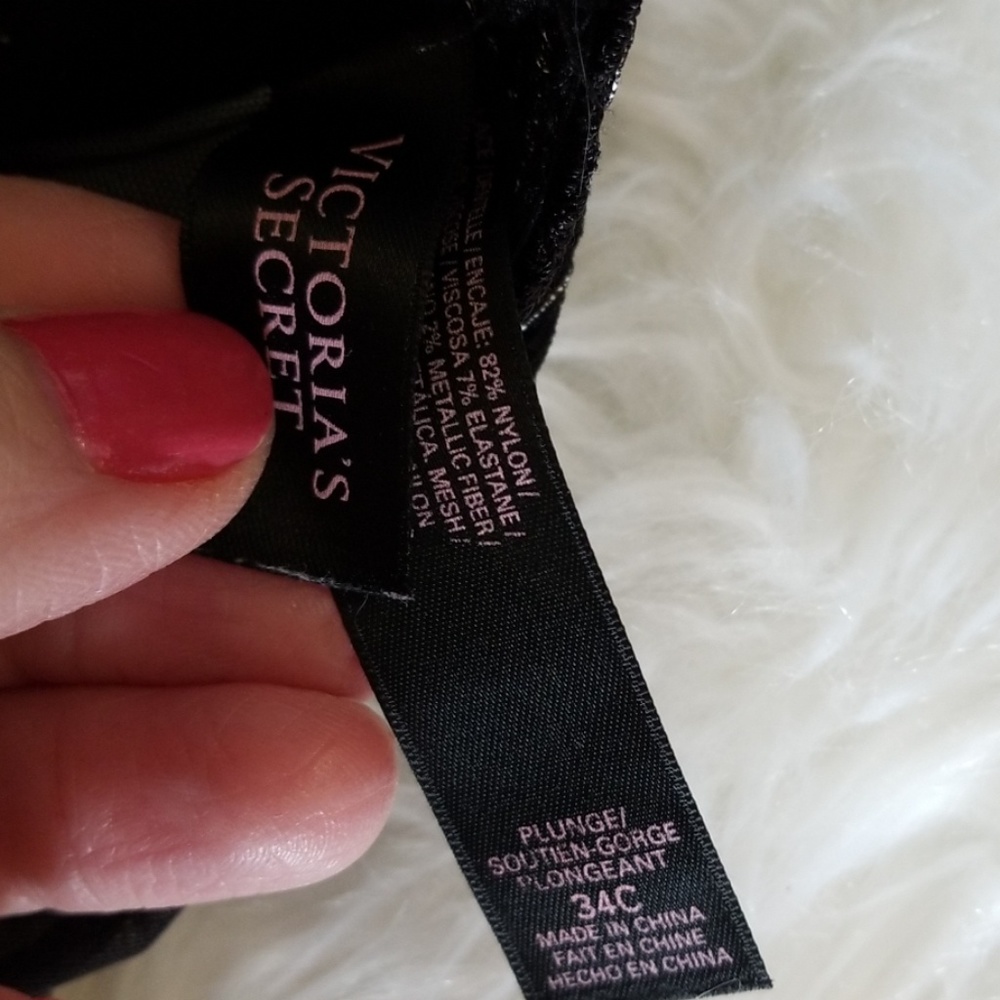 VICTORIA'S
SECRET
/ENCAJE: 82% NYLON/
/VISCOSA 7% ELASTANE/
2% METALLIC FIBER/
MESH/
PLUNGE/
SOUTIEN-GORGE
PLONGEANT
34C
MADE IN CHINA
FAIT EN CHINE
HECHO EN CHINA